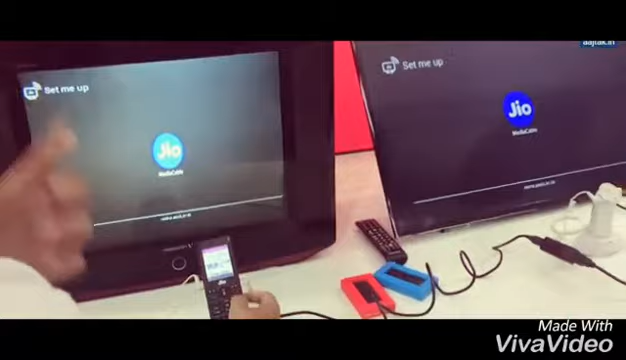 aajtak.in
Set me up
Jio
MediaCable
Set me up
Jio
MediaCable
Made With
VivaVideo